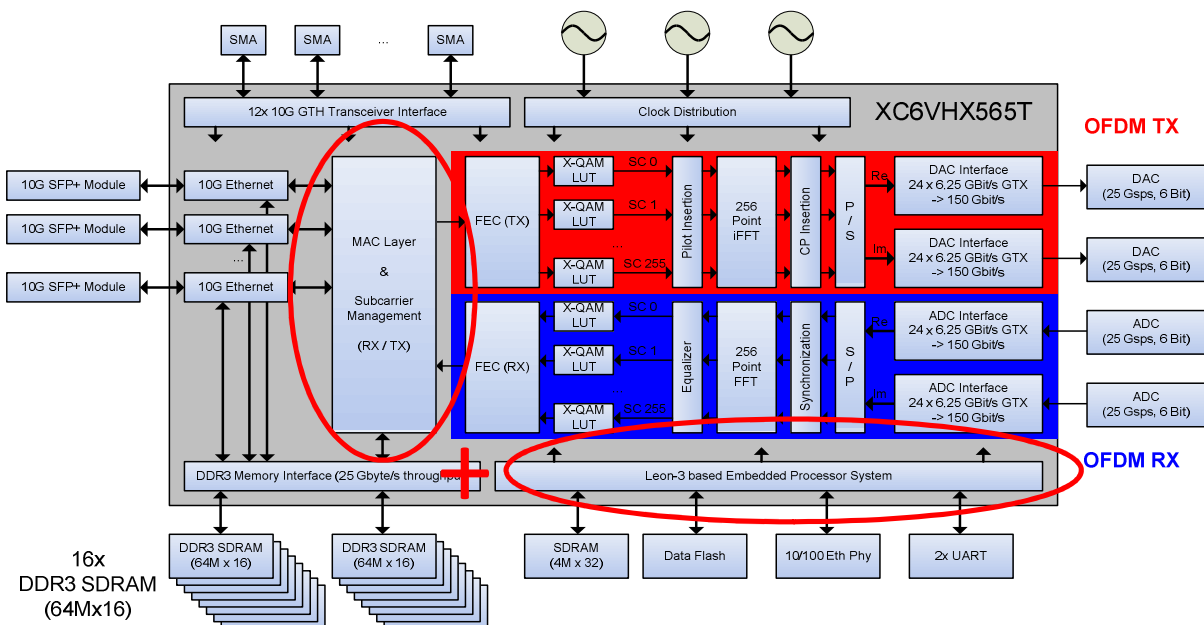 SMA
SMA
...
SMA
12x 10G GTH Transceiver Interface
Clock Distribution
XC6VHX565T
OFDM TX
10G SFP+ Module
10G SFP+ Module
10G SFP+ Module
10G Ethernet
10G Ethernet
...
10G Ethernet
MAC Layer
&
Subcarrier
Management
(RX / TX)
FEC (TX)
X-QAM
LUT
X-QAM
LUT
X-QAM
LUT
SC 0
SC 1
...
SC 255
Pilot Insertion
256
Point
iFFT
CP Insertion
P / S
Re
Im
DAC Interface
24 x 6.25 GBit/s GTX
-> 150 Gbit/s
DAC Interface
24 x 6.25 GBit/s GTX
-> 150 Gbit/s
DAC
(25 Gsps, 6 Bit)
DAC
(25 Gsps, 6 Bit)
FEC (RX)
X-QAM
LUT
X-QAM
LUT
X-QAM
LUT
SC 0
SC 1
SC 255
Equalizer
256
Point
FFT
Synchronization
S / P
Re
Im
ADC Interface
24 x 6.25 GBit/s GTX
-> 150 Gbit/s
ADC Interface
24 x 6.25 GBit/s GTX
-> 150 Gbit/s
ADC
(25 Gsps, 6 Bit)
ADC
(25 Gsps, 6 Bit)
OFDM RX
DDR3 Memory Interface (25 Gbyte/s throughput
Leon-3 based Embedded Processor System
16x
DDR3 SDRAM
(64Mx16)
DDR3 SDRAM
(64M x 16)
DDR3 SDRAM
(64M x 16)
SDRAM
(4M x 32)
Data Flash
10/100 Eth Phy
2x UART